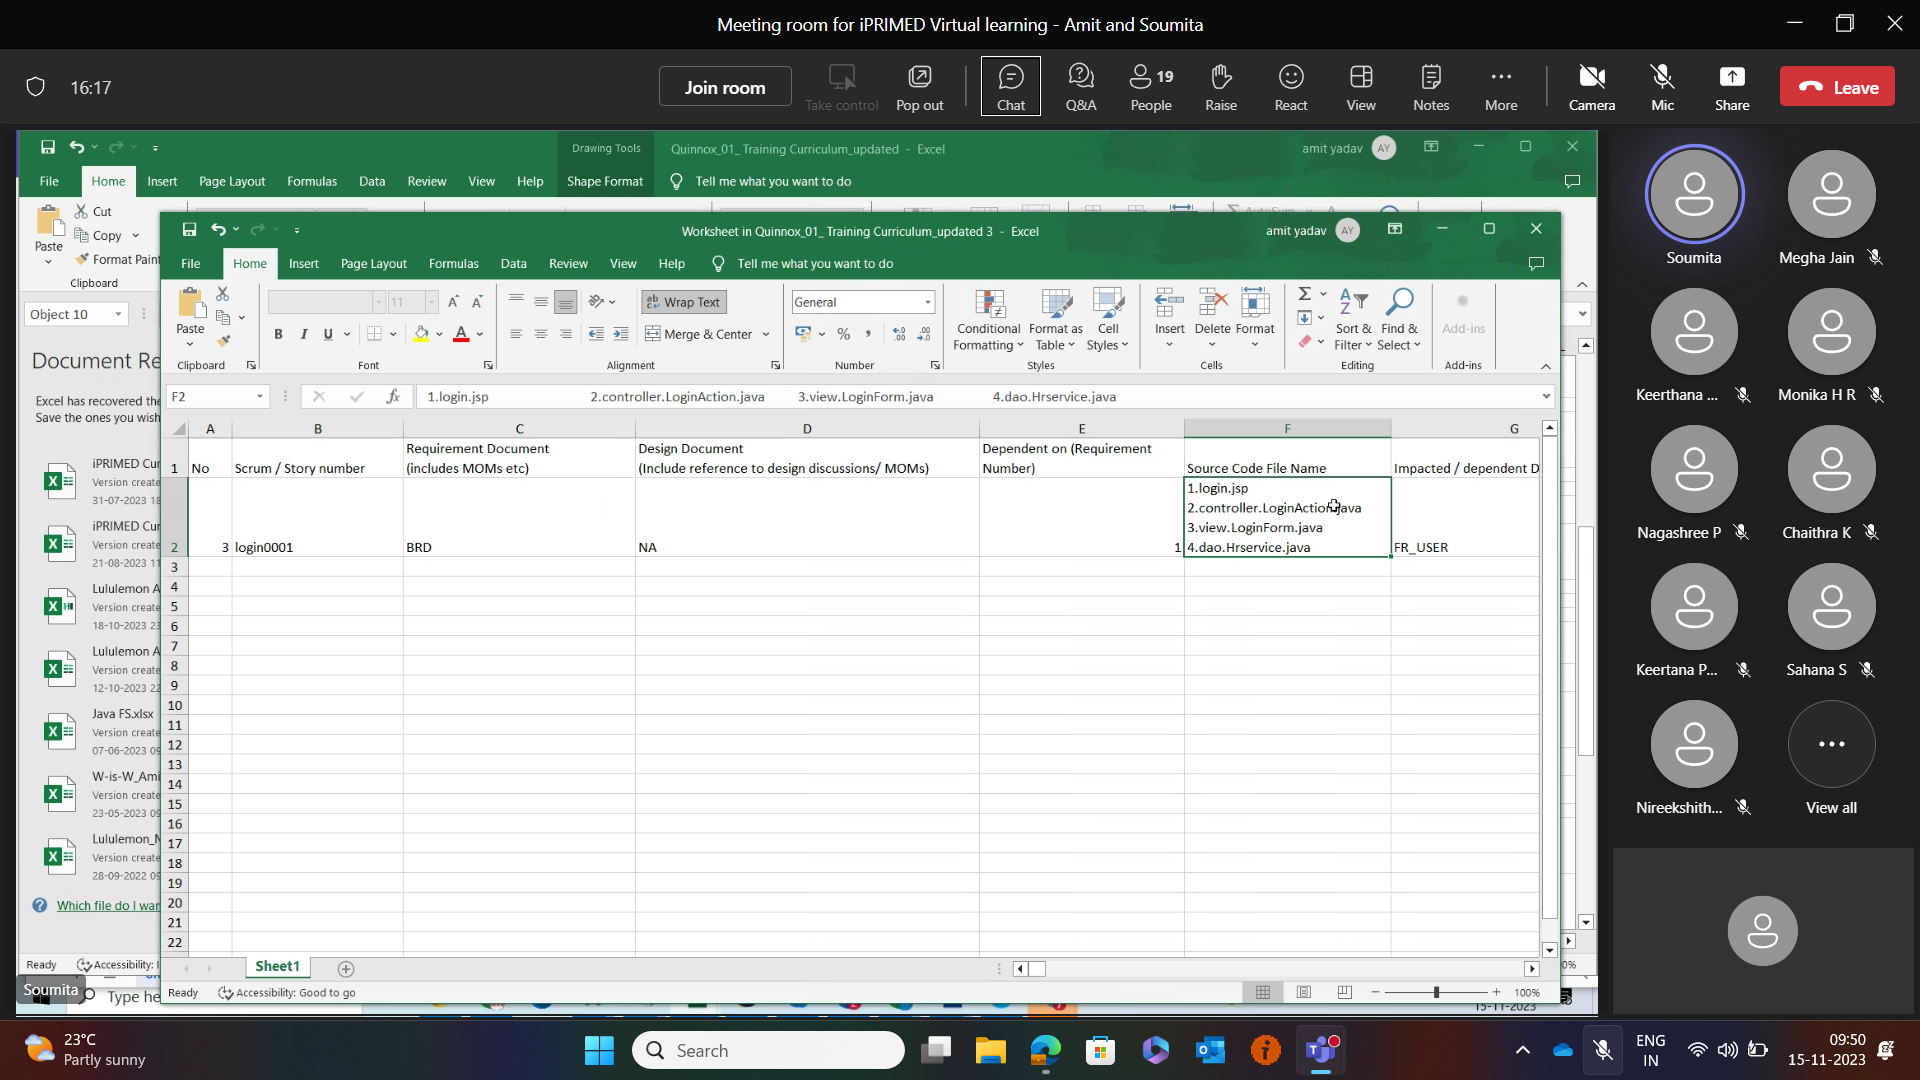 Meeting room for iPRIMED Virtual learning - Amit and Soumita
16:17
Join room
Take control
Pop out
Chat
Q&A
19
People
Raise
React
View
Notes
More
Camera
Mic
Share
Leave
Drawing Tools
Quinnox_01_ Training Curriculum_updated - Excel
amit yadav AY
File Home Insert Page Layout Formulas Data Review View Help Shape Format Tell me what you want to do
Paste
Cut
Copy
Format Paint
Clipboard
Object 10
Worksheet in Quinnox_01_ Training Curriculum_updated 3 - Excel
amit yadav AY
File Home Insert Page Layout Formulas Data Review View Help Tell me what you want to do
Paste
Clipboard
11
B I U
Font
Wrap Text
Merge & Center
Alignment
General
Number
Conditional Formatting
Format as Table
Cell Styles
Styles
Insert Delete Format
Cells
Sort & Filter
Find & Select
Editing
Add-ins
Add-ins
F2
fx
1.login.jsp 2.controller.LoginAction.java 3.view.LoginForm.java 4.dao.Hrservice.java
A B C D E F G
1 No Scrum / Story number
Requirement Document
(includes MOMs etc)
Design Document
(Include reference to design discussions/ MOMs)
Dependent on (Requirement
Number)
Source Code File Name
Impacted / dependent D
2 3 login0001 BRD NA 1
1.login.jsp
2.controller.LoginAction.java
3.view.LoginForm.java
4.dao.Hrservice.java
FR_USER
3
4
5
6
7
8
9
10
11
12
13
14
15
16
17
18
19
20
21
22
Sheet1
Ready Accessibility: Good to go
100%
Document Re
Excel has recovered the
Save the ones you wish
iPRIMED Cur
Version create
31-07-2023 18
iPRIMED Cur
Version create
21-08-2023 11
Lululemon A
Version create
18-10-2023 23
Lululemon A
Version create
12-10-2023 22
Java FS.xlsx
Version create
07-06-2023 09
W-is-W_Ami
Version create
23-05-2023 09
Lululemon_N
Version create
28-09-2022 09
Which file do I wan
Ready Accessibility: I
0%
Soumita
Type he
15-11-2023
Soumita
Megha Jain
Keerthana ...
Monika H R
Nagashree P
Chaithra K
Keertana P...
Sahana S
Nireekshith...
View all
23°C
Partly sunny
Search
ENG
IN
09:50
15-11-2023